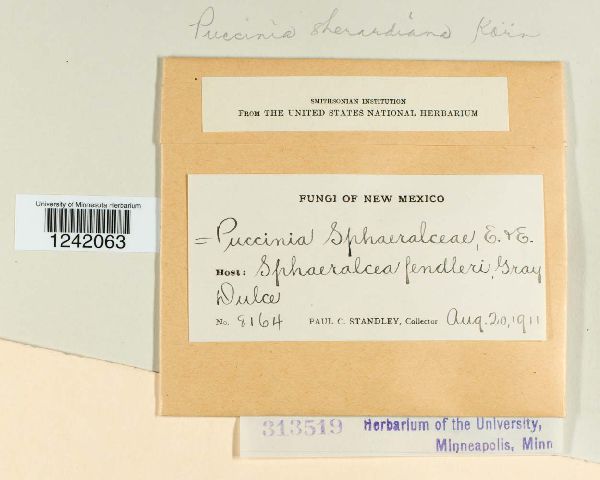 Puccinia sherardiana Körn
SMITHSONIAN INSTITUTION
FROM THE UNITED STATES NATIONAL HERBARIUM
University of Minnesota Herbarium
1242063
FUNGI OF NEW MEXICO
= Puccinia Sphaeralceae, E. & E.
Host: Sphaeralcea fendleri, Gray
Dulce
No. 8164 PAUL C. STANDLEY, Collector Aug. 20, 1911
313519 Herbarium of the University,
Minneapolis, Minn